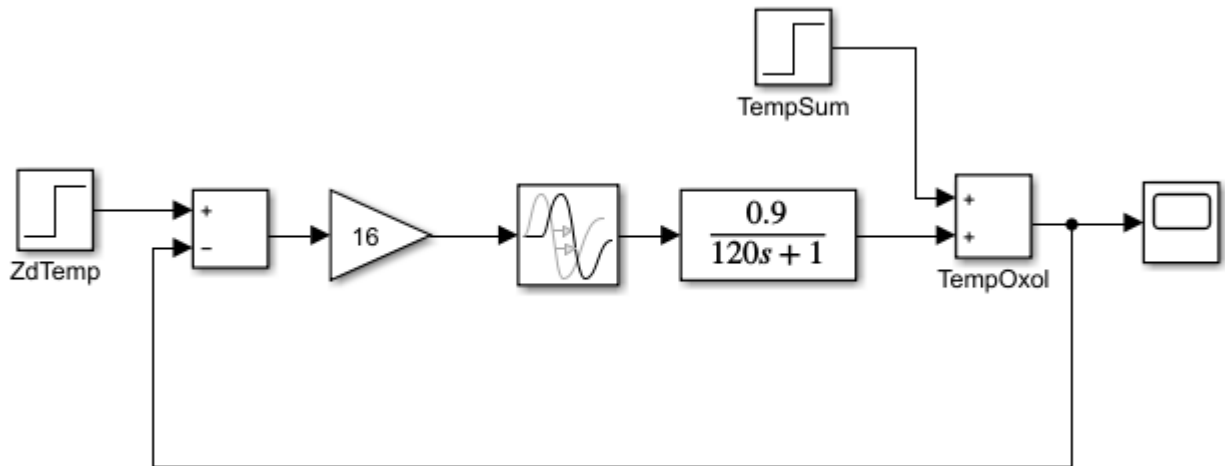 TempSum
ZdTemp
+
−
16
0.9
120s + 1
+
+
TempOxol